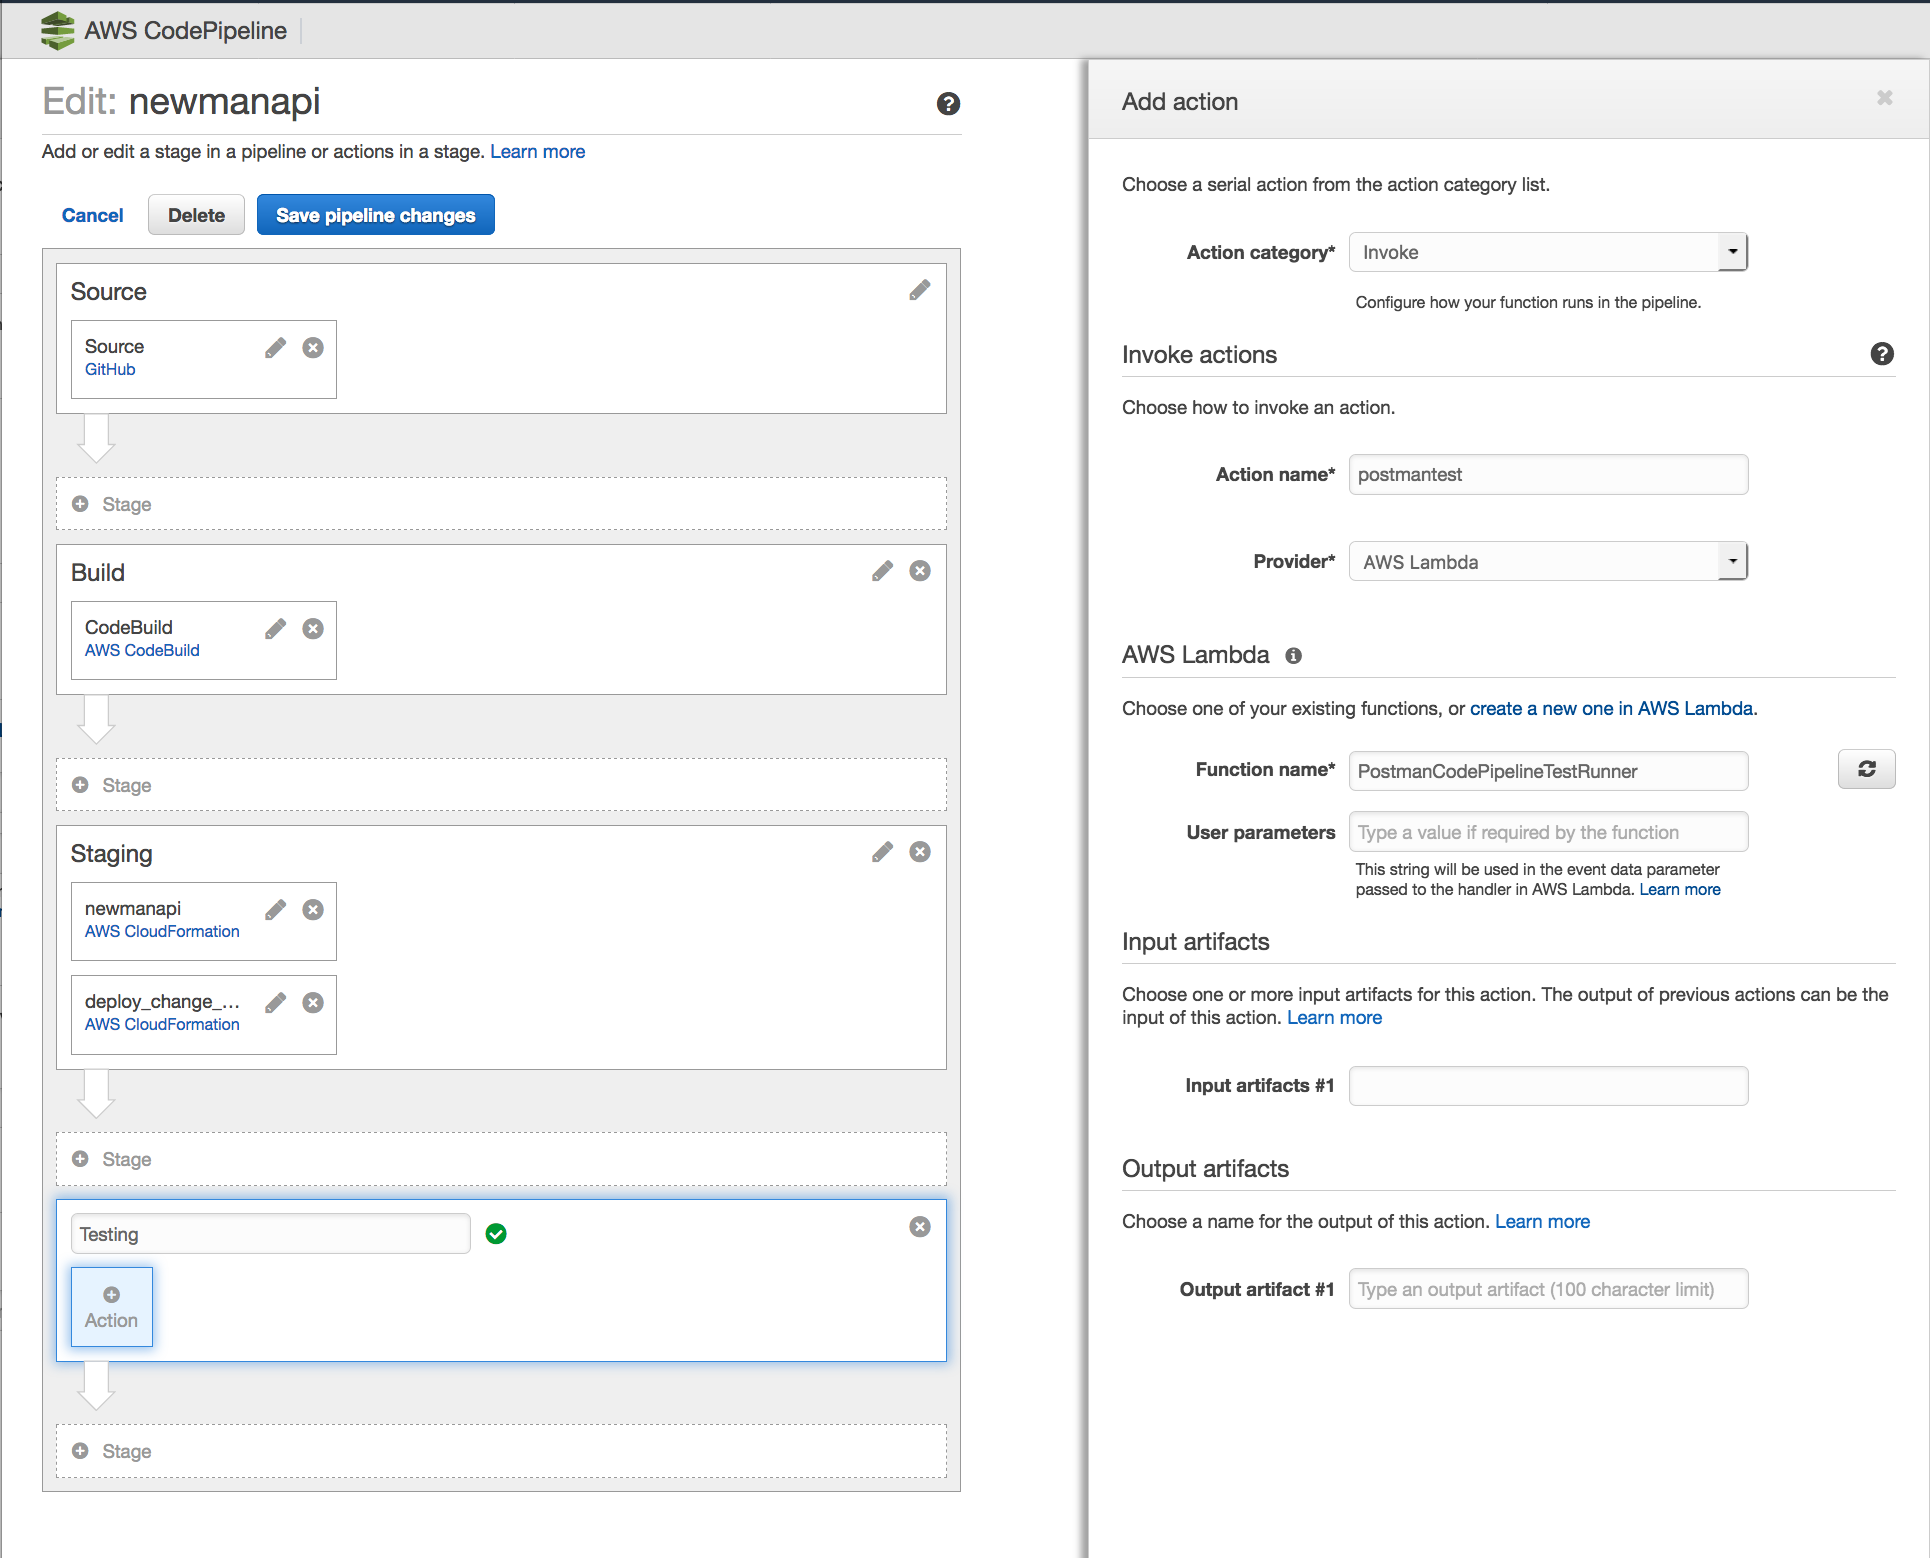 AWS CodePipeline
Edit: newmanapi
Add or edit a stage in a pipeline or actions in a stage. Learn more
Cancel
Delete
Save pipeline changes
Source
Source
GitHub
Stage
Build
CodeBuild
AWS CodeBuild
Stage
Staging
newmanapi
AWS CloudFormation
deploy_change_...
AWS CloudFormation
Stage
Testing
Action
Stage
Add action
Choose a serial action from the action category list.
Action category* Invoke
Configure how your function runs in the pipeline.
Invoke actions
Choose how to invoke an action.
Action name* postmantest
Provider* AWS Lambda
AWS Lambda
Choose one of your existing functions, or create a new one in AWS Lambda.
Function name* PostmanCodePipelineTestRunner
User parameters Type a value if required by the function
This string will be used in the event data parameter
passed to the handler in AWS Lambda. Learn more
Input artifacts
Choose one or more input artifacts for this action. The output of previous actions can be the
input of this action. Learn more
Input artifacts #1
Output artifacts
Choose a name for the output of this action. Learn more
Output artifact #1 Type an output artifact (100 character limit)